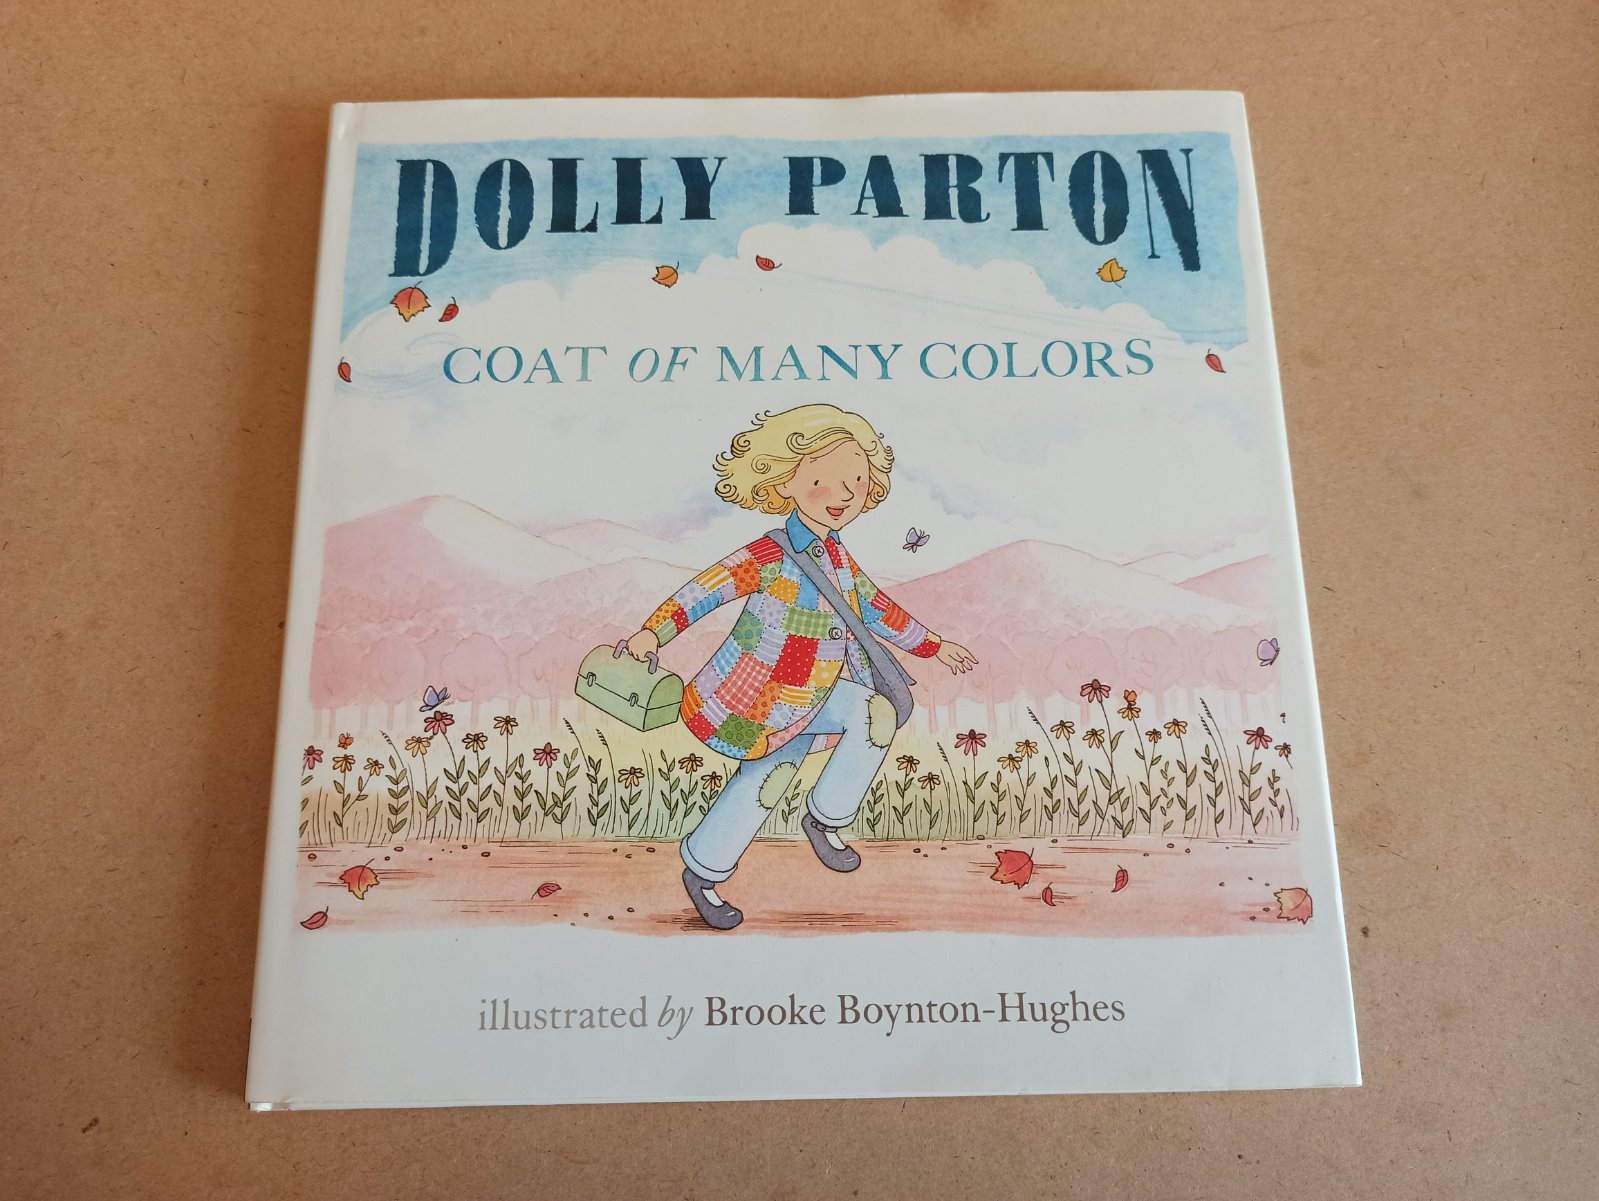 DOLLY PARTON
COAT OF MANY COLORS
illustrated by Brooke Boynton-Hughes